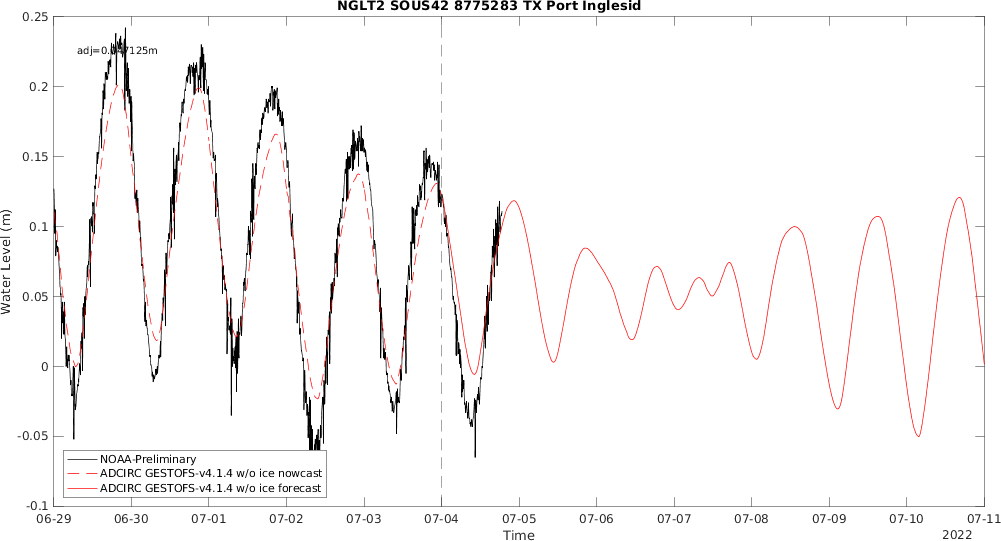 NGLT2 SOUS42 8775283 TX Port Inglesid
0.25
0.2
0.15
0.1
0.05
0
-0.05
-0.1
Water Level (m)
NOAA-Preliminary
ADCIRC GESTOFS-v4.1.4 w/o ice nowcast
ADCIRC GESTOFS-v4.1.4 w/o ice forecast
06-29 06-30 07-01 07-02 07-03 07-04 07-05 07-06 07-07 07-08 07-09 07-10 07-11
Time
2022